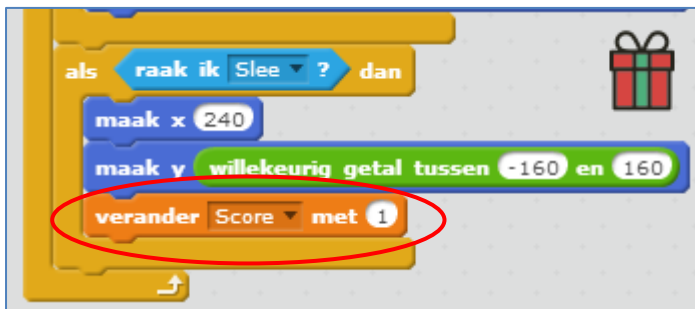 als raak ik Slee ? dan
maak x 240
maak y willekeurig getal tussen -160 en 160
verander Score met 1